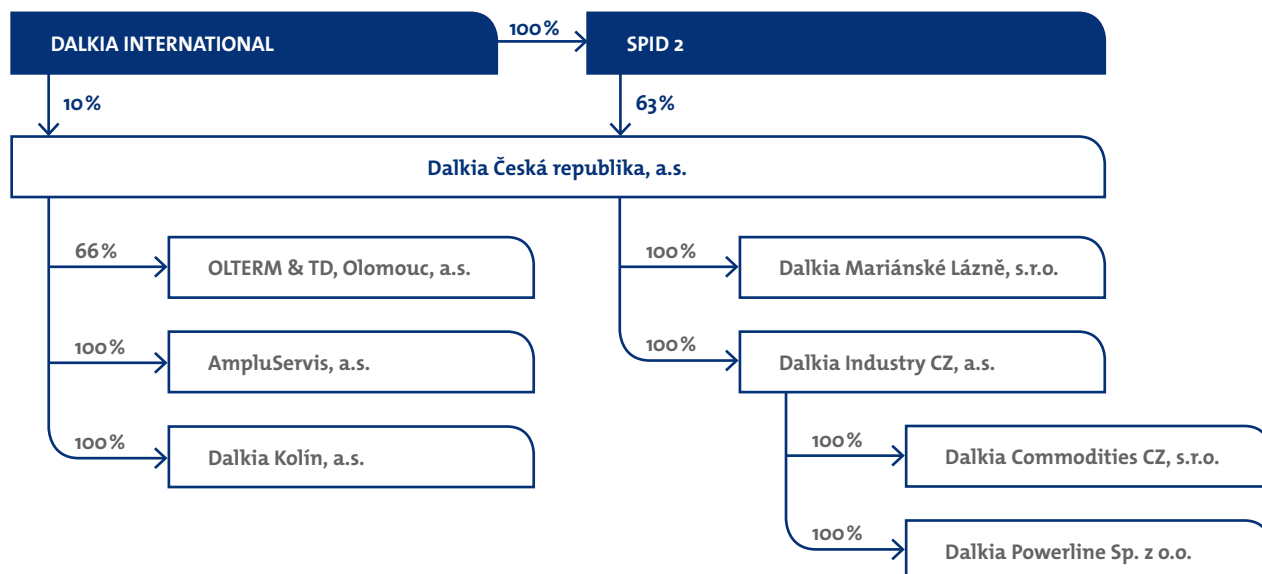 DALKIA INTERNATIONAL
100%
SPID 2
10%
63%
Dalkia Česká republika, a.s.
66%
OLTERM & TD, Olomouc, a.s.
100%
Dalkia Mariánské Lázně, s.r.o.
100%
AmpluServis, a.s.
100%
Dalkia Industry CZ, a.s.
100%
Dalkia Kolín, a.s.
100%
Dalkia Commodities CZ, s.r.o.
100%
Dalkia Powerline Sp. z o.o.